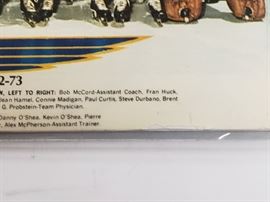 2-73
W, LEFT TO RIGHT: Bob McCord-Assistant Coach, Fran Huck,
Jean Hamel, Connie Madigan, Paul Curtis, Steve Durbano, Brent
G. Probstein-Team Physician.
Danny O'Shea, Kevin O'Shea, Pierre
, Alex McPherson-Assistant Trainer.